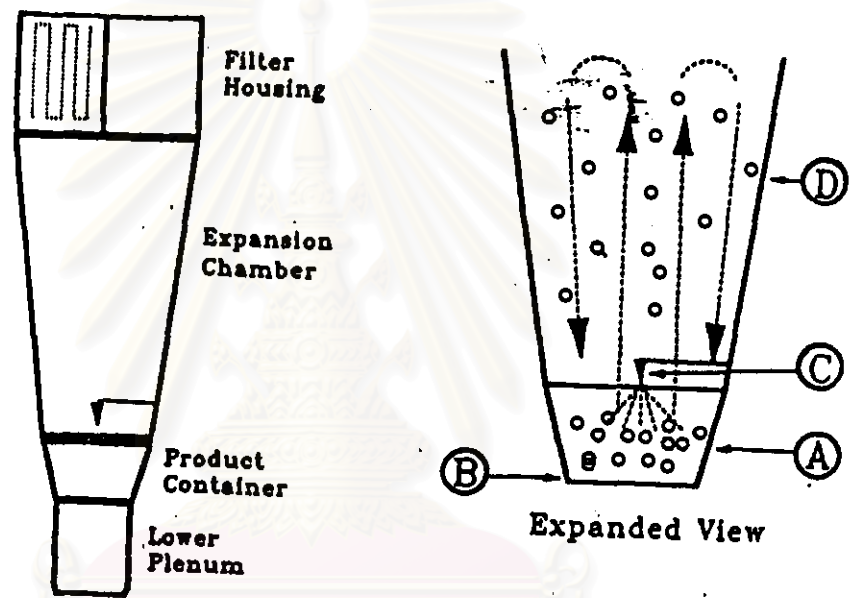 Filter
Housing
Expansion
Chamber
Product
Container
Lower
Plenum
D
C
B
A
Expanded View